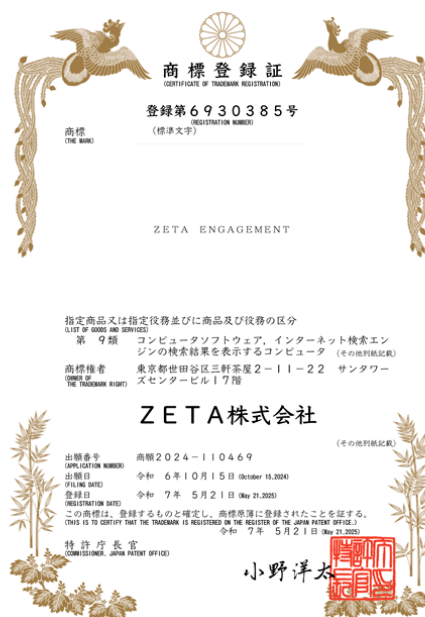 商標登録証
(CERTIFICATE OF TRADEMARK REGISTRATION)
登録第6930385号
(REGISTRATION NUMBER)
商標
(THE MARK)
(標準文字)
ZETA ENGAGEMENT
指定商品又は指定役務並びに商品及び役務の区分
(LIST OF GOODS AND SERVICES)
第 9類 コンピュータソフトウェア，インターネット検索エン
ジンの検索結果を表示するコンピュータ (その他別紙記載)
商標権者 東京都世田谷区三軒茶屋2－11－22 サンタワー
(OWNER OF THE TRADEMARK RIGHT) ズセンタービル17階
ZETA株式会社
(その他別紙記載)
出願番号 商願2024－110469
(APPLICATION NUMBER)
出願日 令和 6年10月15日(October 15,2024)
(FILING DATE)
登録日 令和 7年 5月21日(May 21,2025)
(REGISTRATION DATE)
この商標は、登録するものと確定し、商標原簿に登録されたことを証する。
(THIS IS TO CERTIFY THAT THE TRADEMARK IS REGISTERED ON THE REGISTER OF THE JAPAN PATENT OFFICE.)
令和 7年 5月21日(May 21,2025)
特許庁長官
(COMMISSIONER, JAPAN PATENT OFFICE)
小野洋太